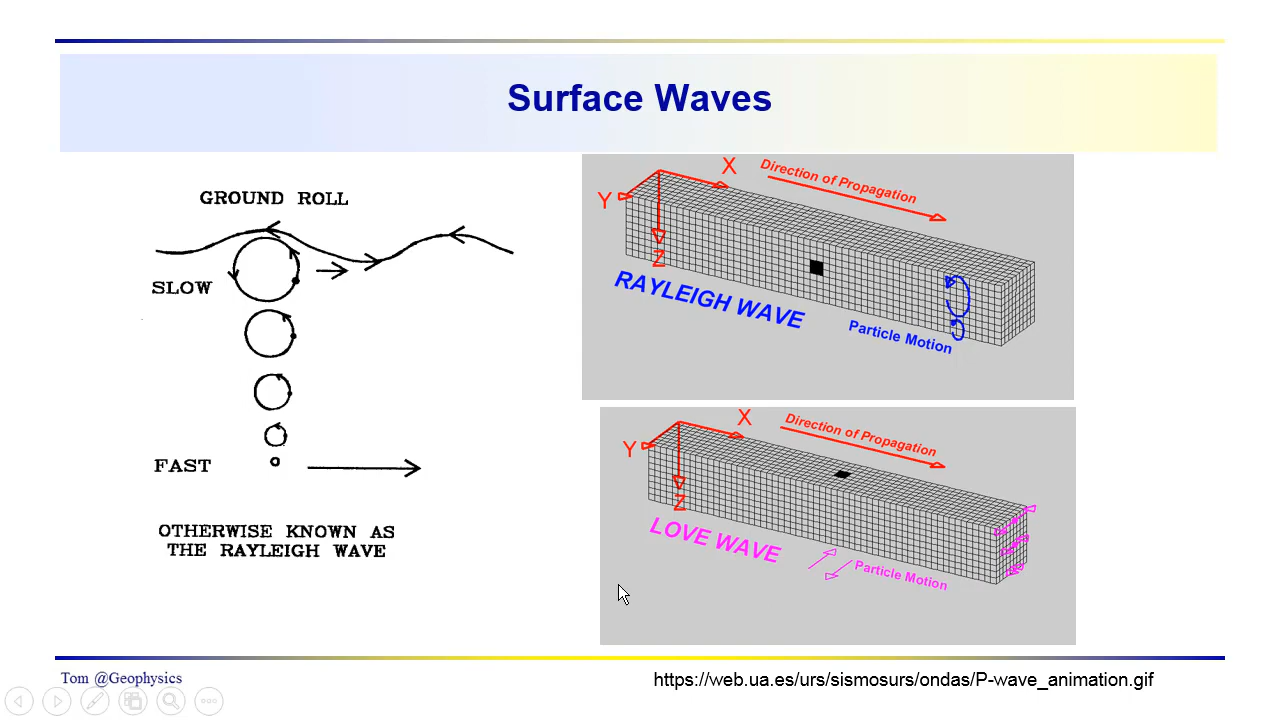 Surface Waves
GROUND ROLL
SLOW
FAST
OTHERWISE KNOWN AS
THE RAYLEIGH WAVE
X
Y
Z
Direction of Propagation
RAYLEIGH WAVE
Particle Motion
X
Y
Z
Direction of Propagation
LOVE WAVE
Particle Motion
Tom @Geophysics
https://web.ua.es/urs/sismosurs/ondas/P-wave_animation.gif